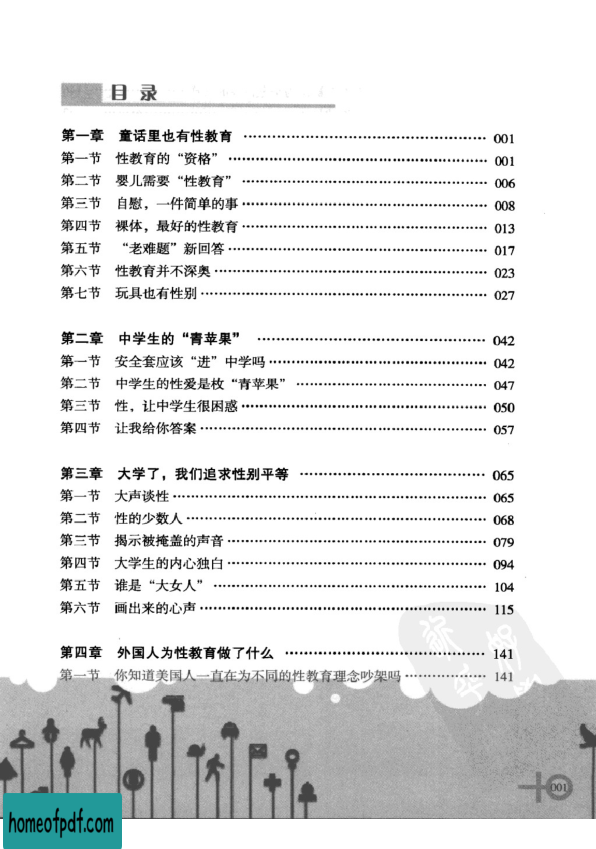 目 录
第一章 童话里也有性教育 …………………………… 001
第一节 性教育的“资格” …………………………… 001
第二节 婴儿需要“性教育” …………………………… 006
第三节 自慰，一件简单的事 …………………………… 008
第四节 裸体，最好的性教育 …………………………… 013
第五节 “老难题”新回答 …………………………… 017
第六节 性教育并不深奥 …………………………… 023
第七节 玩具也有性别 …………………………… 027
第二章 中学生的“青苹果” …………………………… 042
第一节 安全套应该“进”中学吗 …………………………… 042
第二节 中学生的性爱是枚“青苹果” …………………………… 047
第三节 性，让中学生很困惑 …………………………… 050
第四节 让我给你答案 …………………………… 057
第三章 大学了，我们追求性别平等 …………………………… 065
第一节 大声谈性 …………………………… 065
第二节 性的少数人 …………………………… 068
第三节 揭示被掩盖的声音 …………………………… 079
第四节 大学生的内心独白 …………………………… 094
第五节 谁是“大女人” …………………………… 104
第六节 画出来的心声 …………………………… 115
第四章 外国人为性教育做了什么 …………………………… 141
第一节 你知道美国人一直在为不同的性教育理念吵架吗 …………… 141
001
homeofpdf.com